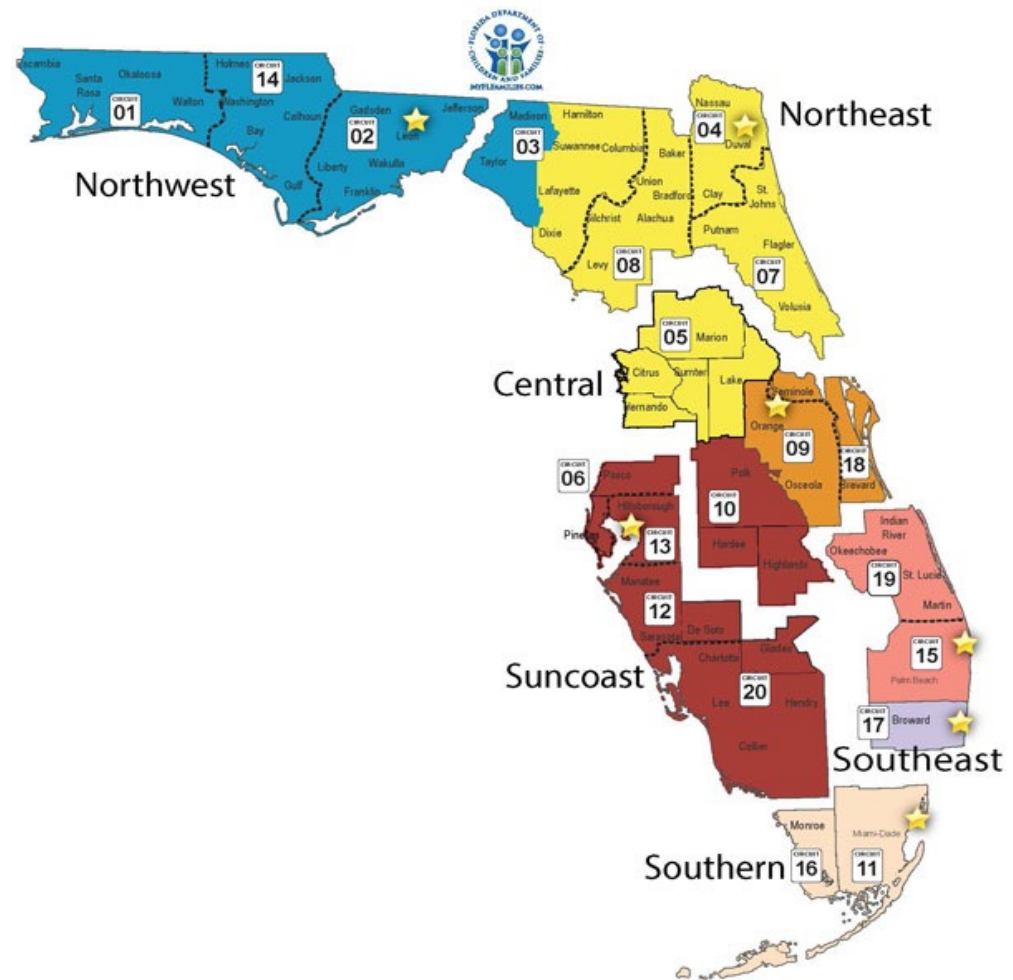 FLORIDA DEPARTMENT OF
CHILDREN AND FAMILIES
MYFLFAMILIES.COM
Escambia
Santa
Rosa
Okaloosa
Walton
CIRCUIT
01
Holmes
CIRCUIT
14
Jackson
Washington
Calhoun
Bay
Gulf
Northwest
Gadsden
CIRCUIT
02
Leon
Jefferson
Liberty
Wakulla
Franklin
Madison
CIRCUIT
03
Taylor
Hamilton
Suwannee
Columbia
Lafayette
Dixie
Baker
Union
Bradford
Gilchrist
Alachua
Levy
CIRCUIT
08
Nassau
CIRCUIT
04
Duval
Northeast
Clay
St.
Johns
Putnam
Flagler
CIRCUIT
07
Volusia
CIRCUIT
05
Marion
Citrus
Sumter
Lake
Hernando
Central
Seminole
Orange
CIRCUIT
09
Osceola
CIRCUIT
18
Brevard
CIRCUIT
06
Pasco
Polk
CIRCUIT
10
Hillsborough
CIRCUIT
13
Hardee
Highlands
Manatee
CIRCUIT
12
Sarasota
De Soto
Charlotte
Glades
Suncoast
CIRCUIT
20
Lee
Hendry
Collier
Indian
River
Okeechobee
CIRCUIT
19
St. Lucie
Martin
CIRCUIT
15
Palm Beach
CIRCUIT
17
Broward
Southeast
Monroe
Miami-Dade
Southern
CIRCUIT
16
CIRCUIT
11